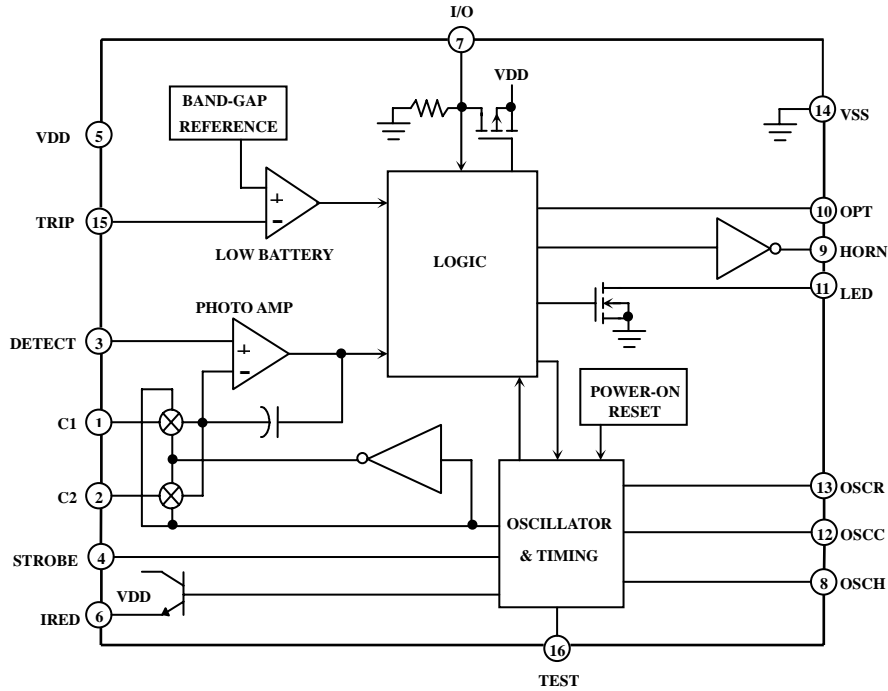 I/O
7
VDD
BAND-GAP
REFERENCE
14
VSS
VDD
5
+
-
LOW BATTERY
TRIP
15
LOGIC
10
OPT
9
HORN
11
LED
PHOTO AMP
DETECT
3
+
-
POWER-ON
RESET
C1
1
C2
2
OSCILLATOR
& TIMING
13
OSCR
12
OSCC
8
OSCH
STROBE
4
VDD
IRED
6
16
TEST